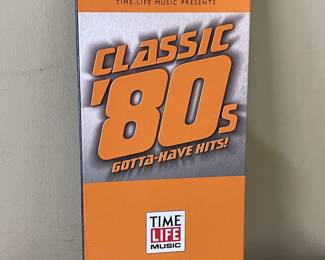 TIME-LIFE MUSIC PRESENTS
CLASSIC
'80s
GOTTA-HAVE HITS!
TIME
LIFE
MUSIC